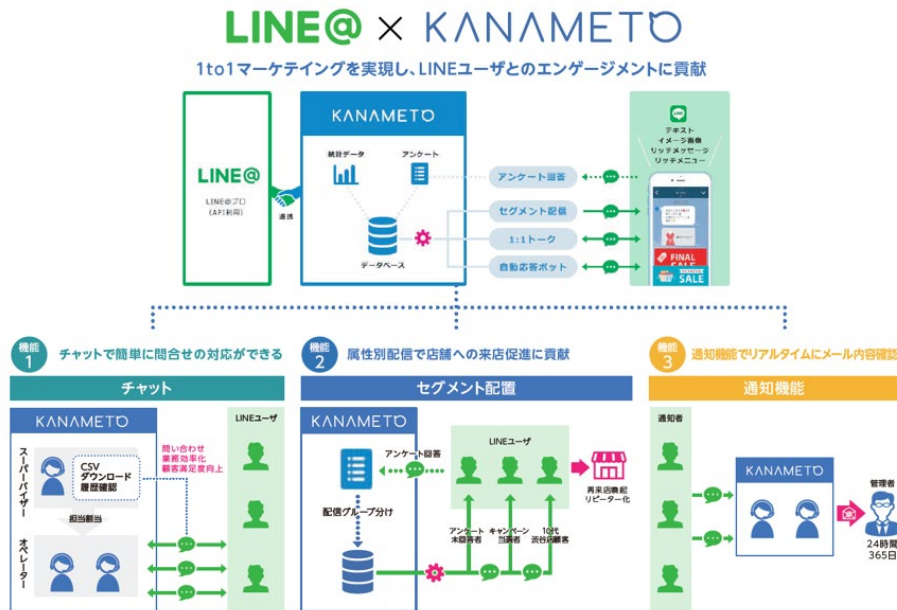 LINE@ × KANAMETO
1to1マーケテイングを実現し、LINEユーザとのエンゲージメントに貢献
LINE@
LINE@プロ
(API利用)
連携
KANAMETO
統計データ
アンケート
データベース
アンケート回答
セグメント配信
1:1トーク
自動応答ボット
LINE
テキスト
イメージ画像
リッチメッセージ
リッチメニュー
FINAL
SALE
SALE
機能
1
チャットで簡単に問合せの対応ができる
チャット
KANAMETO
LINEユーザ
スーパーバイザー
CSV
ダウンロード
履歴確認
問い合わせ
業務効率化
顧客満足度向上
担当割当
オペレーター
機能
2
属性別配信で店舗への来店促進に貢献
セグメント配置
KANAMETO
アンケート回答
LINEユーザ
配信グループ分け
アンケート
未回答者
キャンペーン
当選者
10代
渋谷店顧客
再来店喚起
リピーター化
機能
3
通知機能でリアルタイムにメール内容確認
通知機能
通知者
KANAMETO
管理者
24時間
365日